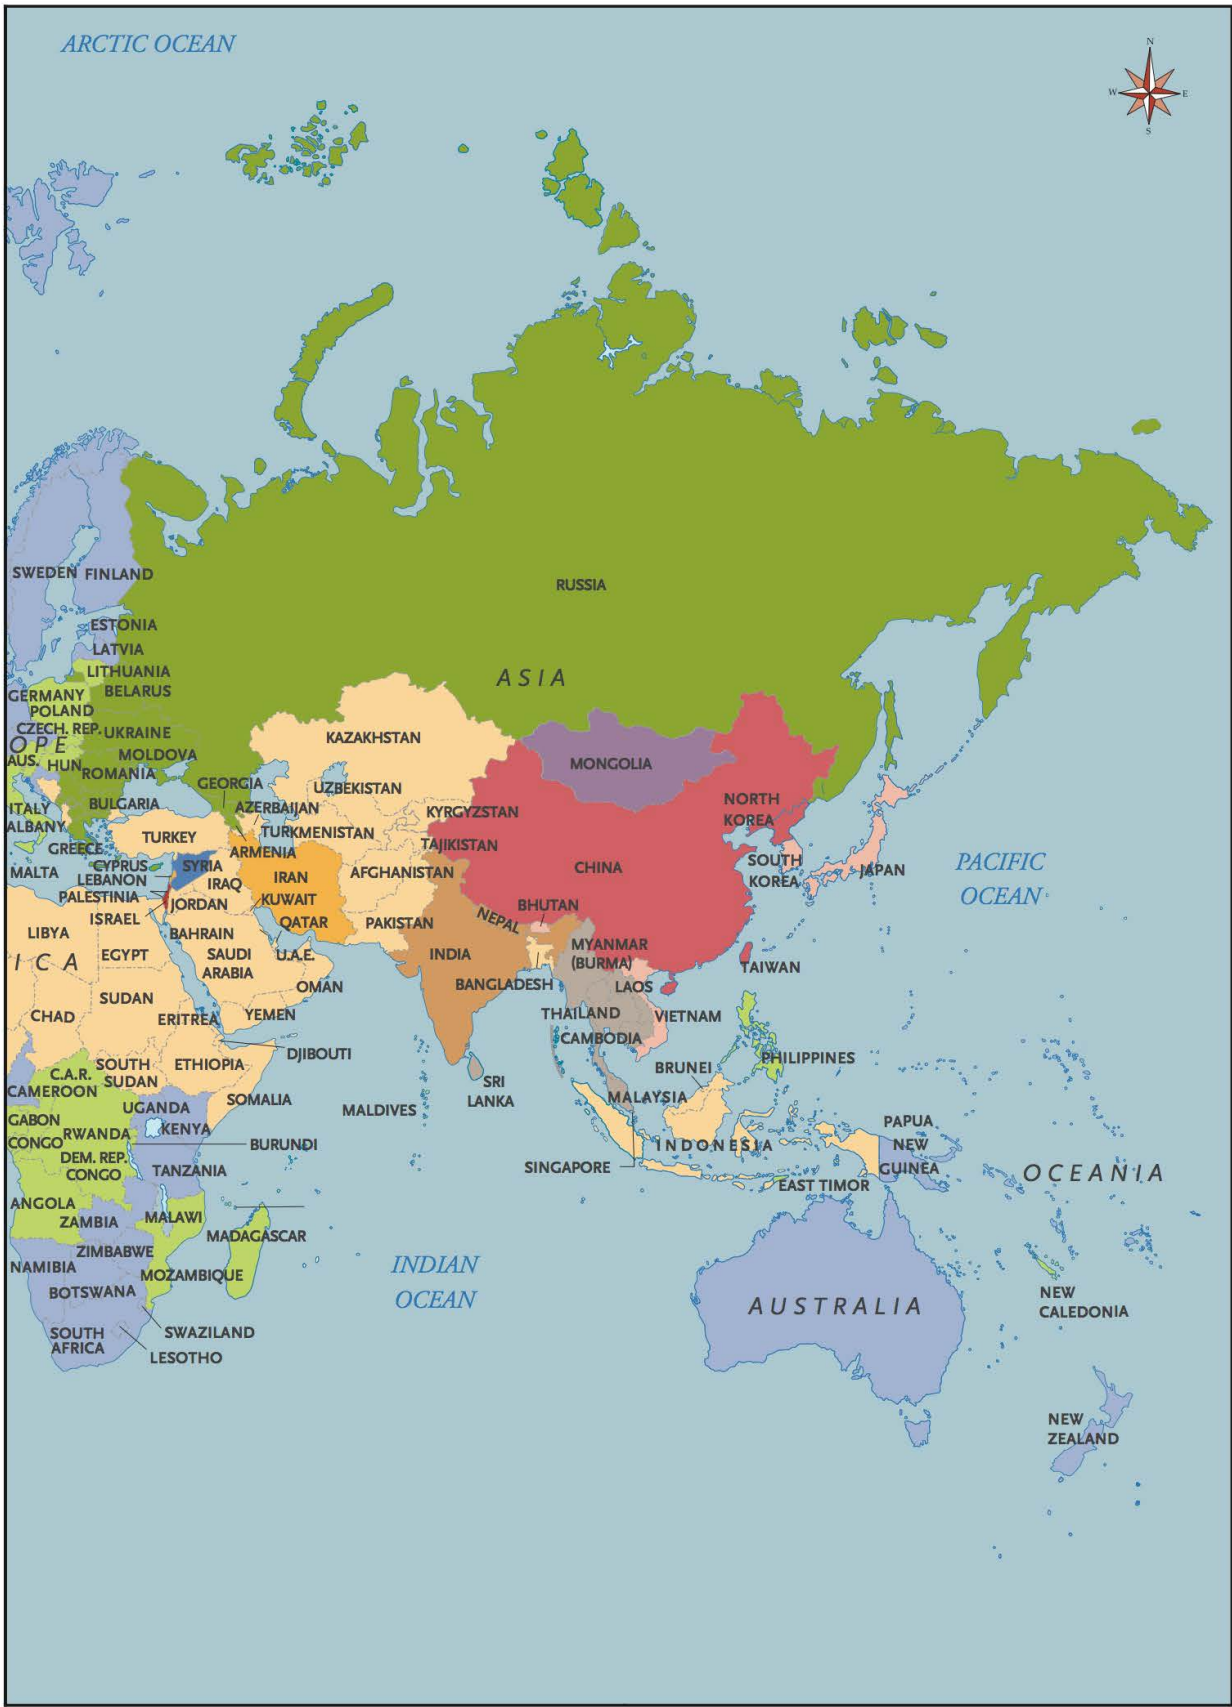 ARCTIC OCEAN
N
W
E
S
SWEDEN
FINLAND
RUSSIA
ESTONIA
LATVIA
LITHUANIA
BELARUS
ASIA
GERMANY
POLAND
CZECH. REP.
UKRAINE
OPE
MOLDOVA
AUS.
HUN.
ROMANIA
KAZAKHSTAN
MONGOLIA
GEORGIA
UZBEKISTAN
ITALY
BULGARIA
AZERBAIJAN
KYRGYZSTAN
NORTH
KOREA
ALBANY
TURKEY
TURKMENISTAN
TAJIKISTAN
GREECE
ARMENIA
CYPRUS
SYRIA
MALTA
LEBANON
IRAQ
IRAN
AFGHANISTAN
CHINA
SOUTH
KOREA
JAPAN
PACIFIC
OCEAN
PALESTINIA
JORDAN
KUWAIT
ISRAEL
QATAR
PAKISTAN
NEPAL
BHUTAN
LIBYA
BAHRAIN
EGYPT
SAUDI
ARABIA
U.A.E.
INDIA
MYANMAR
(BURMA)
TAIWAN
ICA
OMAN
BANGLADESH
LAOS
SUDAN
CHAD
ERITREA
YEMEN
THAILAND
VIETNAM
CAMBODIA
DJIBOUTI
PHILIPPINES
SOUTH
SUDAN
ETHIOPIA
C.A.R.
BRUNEI
CAMEROON
SRI
LANKA
SOMALIA
MALDIVES
MALAYSIA
UGANDA
GABON
KENYA
PAPUA
NEW
GUINEA
CONGO
RWANDA
BURUNDI
INDONESIA
DEM. REP.
CONGO
TANZANIA
SINGAPORE
OCEANIA
EAST TIMOR
ANGOLA
ZAMBIA
MALAWI
MADAGASCAR
ZIMBABWE
NAMIBIA
MOZAMBIQUE
INDIAN
OCEAN
BOTSWANA
AUSTRALIA
NEW
CALEDONIA
SOUTH
AFRICA
SWAZILAND
LESOTHO
NEW
ZEALAND